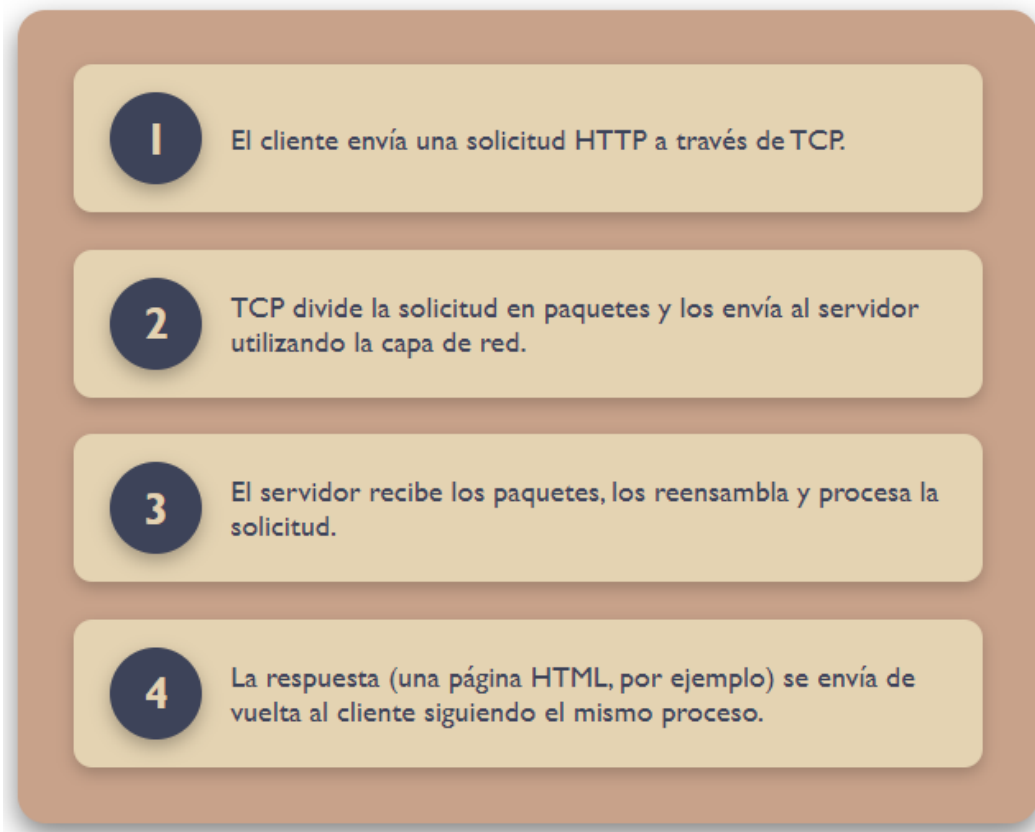 1
El cliente envía una solicitud HTTP a través de TCP.
2
TCP divide la solicitud en paquetes y los envía al servidor
utilizando la capa de red.
3
El servidor recibe los paquetes, los reensambla y procesa la
solicitud.
4
La respuesta (una página HTML, por ejemplo) se envía de
vuelta al cliente siguiendo el mismo proceso.